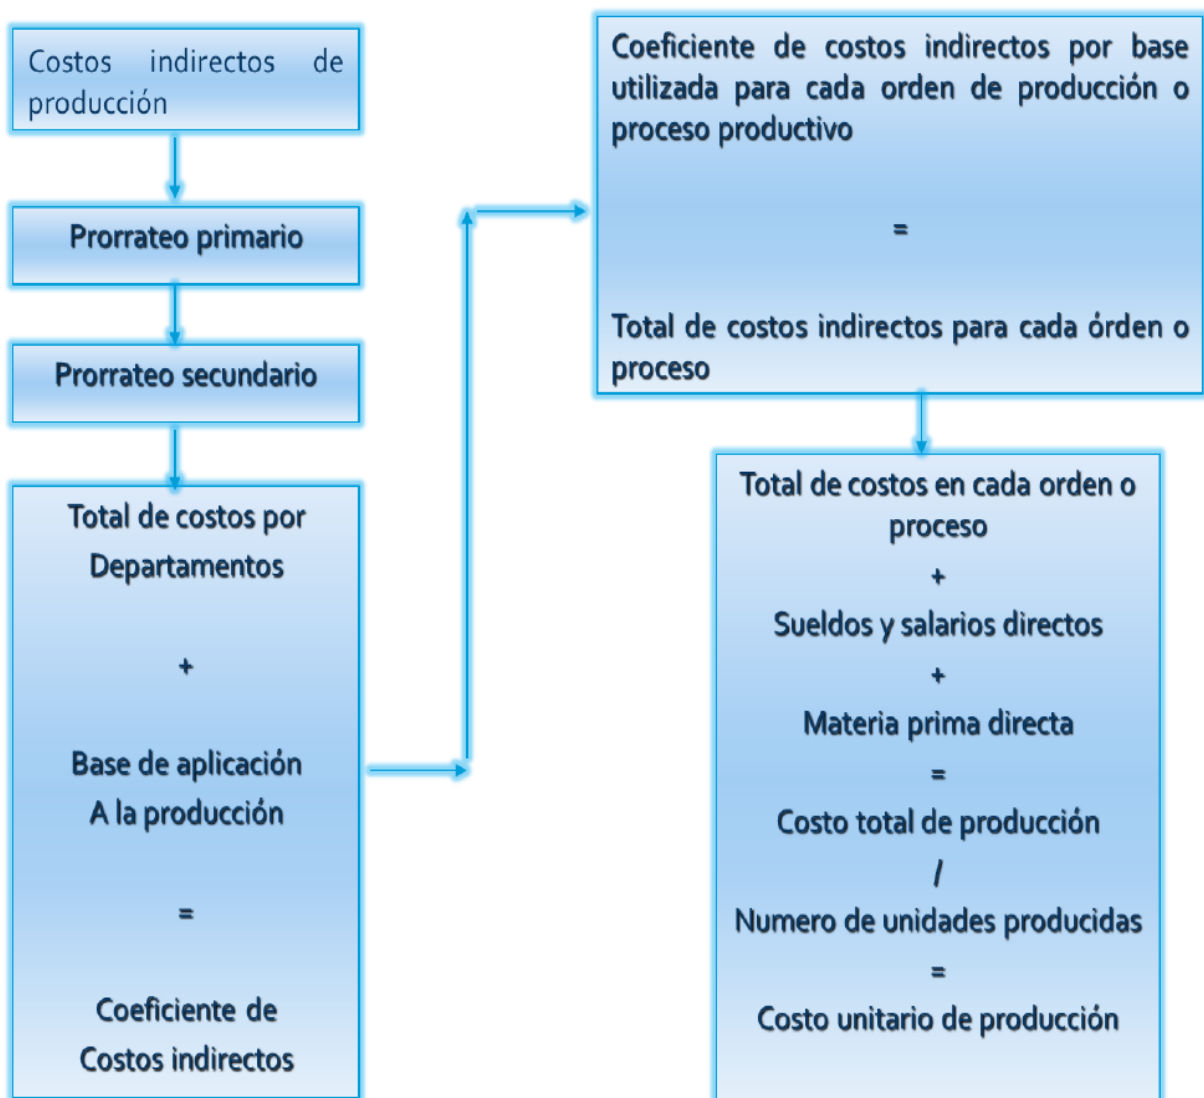 Costos indirectos de
producción
Prorrateo primario
Prorrateo secundario
Total de costos por
Departamentos
+
Base de aplicación
A la producción
=
Coeficiente de
Costos indirectos
Coeficiente de costos indirectos por base
utilizada para cada orden de producción o
proceso productivo
=
Total de costos indirectos para cada órden o
proceso
Total de costos en cada orden o
proceso
+
Sueldos y salarios directos
+
Materia prima directa
=
Costo total de producción
/
Numero de unidades producidas
=
Costo unitario de producción